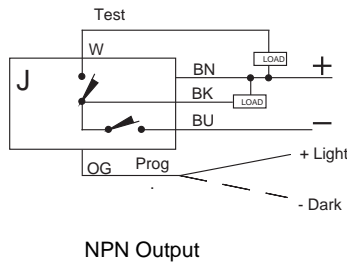 Test
W
LOAD
+
J
BN
BK
LOAD
BU
−
OG
Prog
+ Light
- Dark
NPN Output